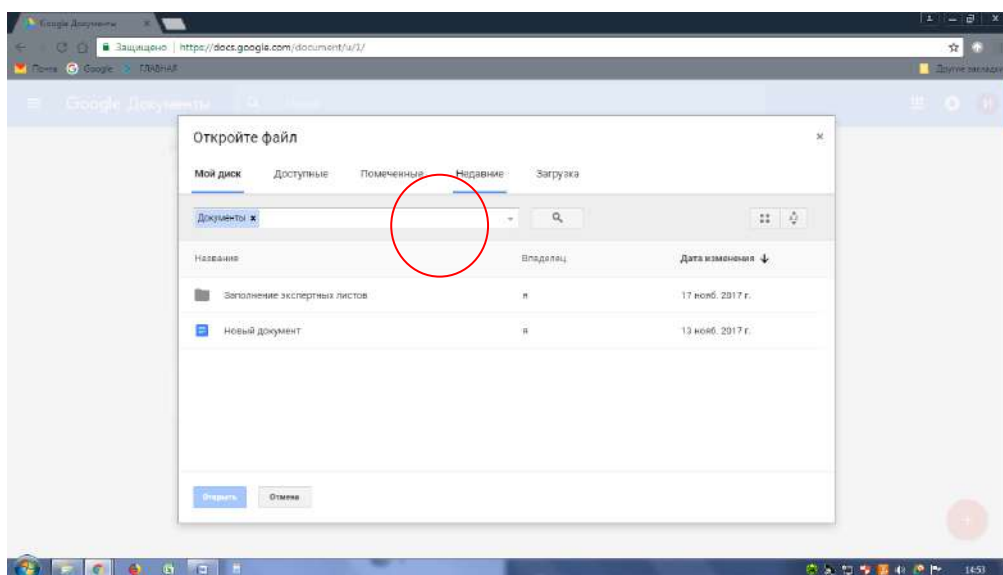 Google Документы
Защищено https://docs.google.com/document/u/1/
Почта Google ГЛАВНАЯ Другие закладки
Google Документы
Откройте файл
Мой диск Доступные Помеченные Недавние Загрузка
Документы
Название Владелец Дата изменения
Заполнение экспертных листов я 17 нояб. 2017 г.
Новый документ я 13 нояб. 2017 г.
Открыть Отмена
14:53